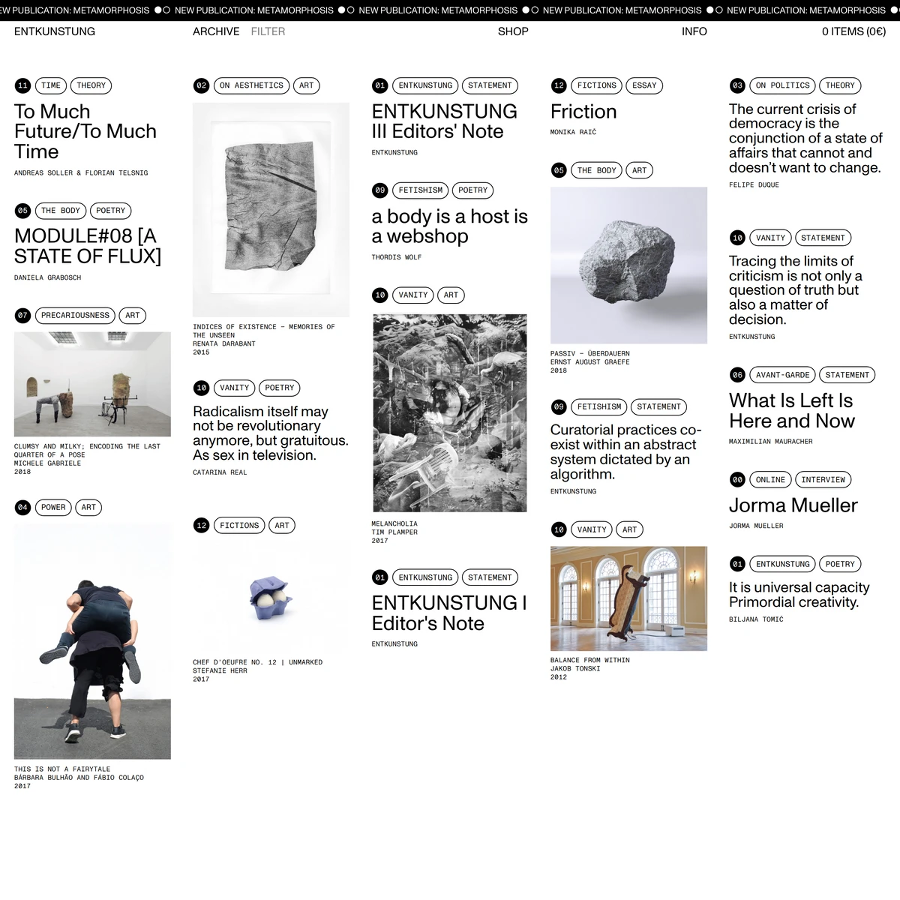 EW PUBLICATION: METAMORPHOSIS NEW PUBLICATION: METAMORPHOSIS NEW PUBLICATION: METAMORPHOSIS NEW PUBLICATION: METAMORPHOSIS NEW PUBLICATION: METAMORPHOSIS
ENTKUNSTUNG ARCHIVE FILTER SHOP INFO 0 ITEMS (0€)
11 TIME THEORY
To Much
Future/To Much
Time
ANDREAS SOLLER & FLORIAN TELSNIG
05 THE BODY POETRY
MODULE#08 [A
STATE OF FLUX]
DANIELA GRABOSCH
07 PRECARIOUSNESS ART
CLUMSY AND MILKY: ENCODING THE LAST
QUARTER OF A POSE
MICHELE GABRIELE
2018
04 POWER ART
THIS IS NOT A FAIRYTALE
BÁRBARA BULHÃO AND FÁBIO COLAÇO
2017
02 ON AESTHETICS ART
INDICES OF EXISTENCE – MEMORIES OF
THE UNSEEN
RENATA DARABANT
2015
10 VANITY POETRY
Radicalism itself may
not be revolutionary
anymore, but gratuitous.
As sex in television.
CATARINA REAL
12 FICTIONS ART
CHEF D'OEUFRE NO. 12 | UNMARKED
STEFANIE HERR
2017
01 ENTKUNSTUNG STATEMENT
ENTKUNSTUNG
III Editors' Note
ENTKUNSTUNG
09 FETISHISM POETRY
a body is a host is
a webshop
THORDIS WOLF
10 VANITY ART
MELANCHOLIA
TIM PLAMPER
2017
01 ENTKUNSTUNG STATEMENT
ENTKUNSTUNG I
Editor's Note
ENTKUNSTUNG
12 FICTIONS ESSAY
Friction
MONIKA RAIČ
05 THE BODY ART
PASSIV – ÜBERDAUERN
ERNST AUGUST GRAEFE
2018
09 FETISHISM STATEMENT
Curatorial practices co-
exist within an abstract
system dictated by an
algorithm.
ENTKUNSTUNG
10 VANITY ART
BALANCE FROM WITHIN
JAKOB TONSKI
2012
03 ON POLITICS THEORY
The current crisis of
democracy is the
conjunction of a state of
affairs that cannot and
doesn't want to change.
FELIPE DUQUE
10 VANITY STATEMENT
Tracing the limits of
criticism is not only a
question of truth but
also a matter of
decision.
ENTKUNSTUNG
06 AVANT-GARDE STATEMENT
What Is Left Is
Here and Now
MAXIMILIAN MAURACHER
00 ONLINE INTERVIEW
Jorma Mueller
JORMA MUELLER
01 ENTKUNSTUNG POETRY
It is universal capacity
Primordial creativity.
BILJANA TOMIĆ